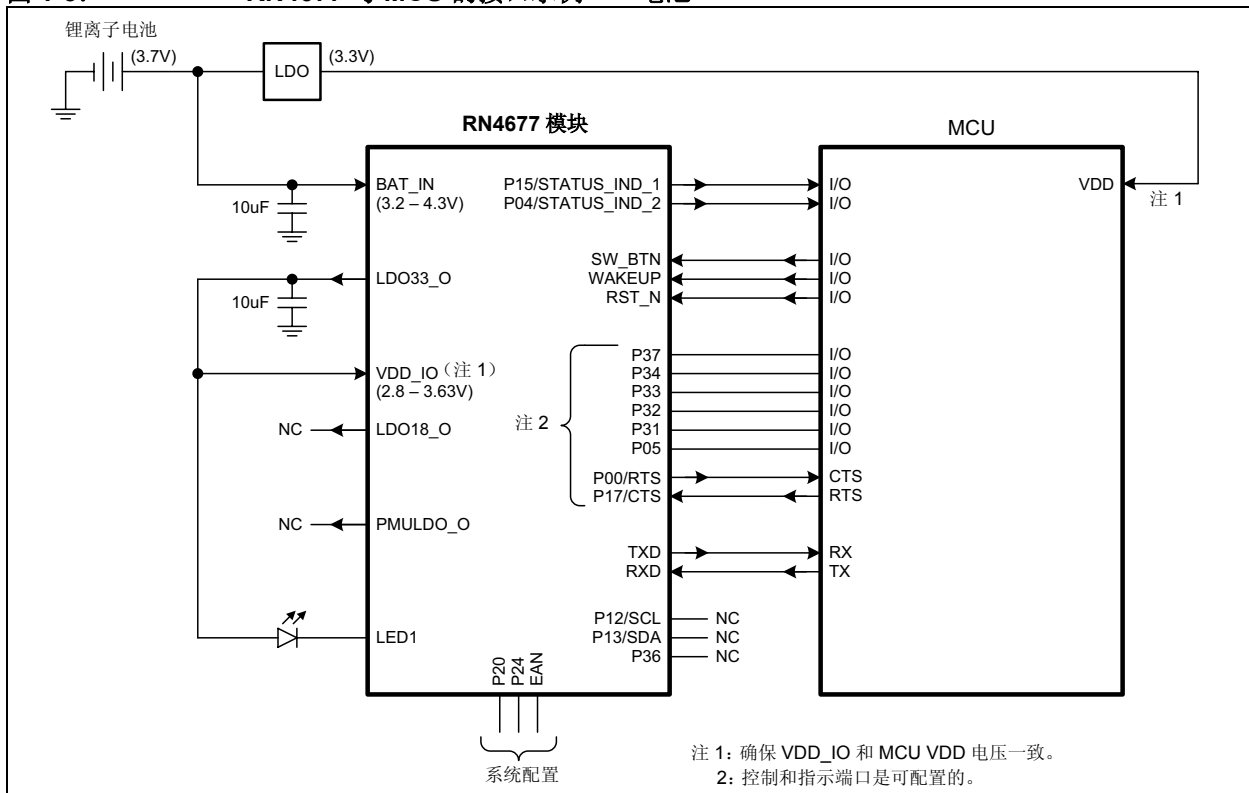 锂离子电池
(3.7V)
LDO
(3.3V)
RN4677 模块
MCU
BAT_IN
(3.2 – 4.3V)
10uF
P15/STATUS_IND_1
P04/STATUS_IND_2
I/O
I/O
VDD
注 1
LDO33_O
10uF
SW_BTN
WAKEUP
RST_N
I/O
I/O
I/O
VDD_IO（注 1）
(2.8 – 3.63V)
注 2
P37
P34
P33
P32
P31
P05
I/O
I/O
I/O
I/O
I/O
I/O
NC
LDO18_O
P00/RTS
P17/CTS
CTS
RTS
NC
PMULDO_O
TXD
RXD
RX
TX
LED1
P12/SCL
P13/SDA
P36
NC
NC
NC
P20
P24
EAN
系统配置
注 1: 确保 VDD_IO 和 MCU VDD 电压一致。
2: 控制和指示端口是可配置的。